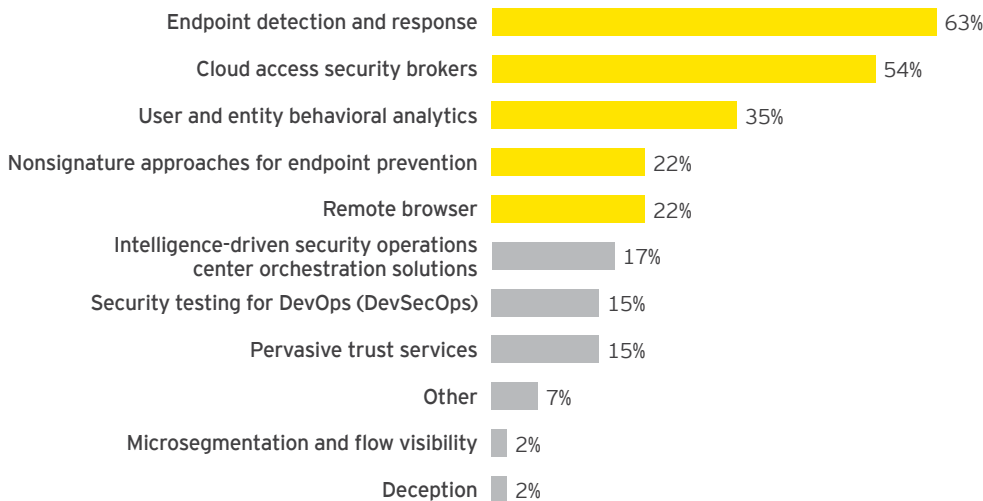 Endpoint detection and response 63%
Cloud access security brokers 54%
User and entity behavioral analytics 35%
Nonsignature approaches for endpoint prevention 22%
Remote browser 22%
Intelligence-driven security operations
center orchestration solutions 17%
Security testing for DevOps (DevSecOps) 15%
Pervasive trust services 15%
Other 7%
Microsegmentation and flow visibility 2%
Deception 2%